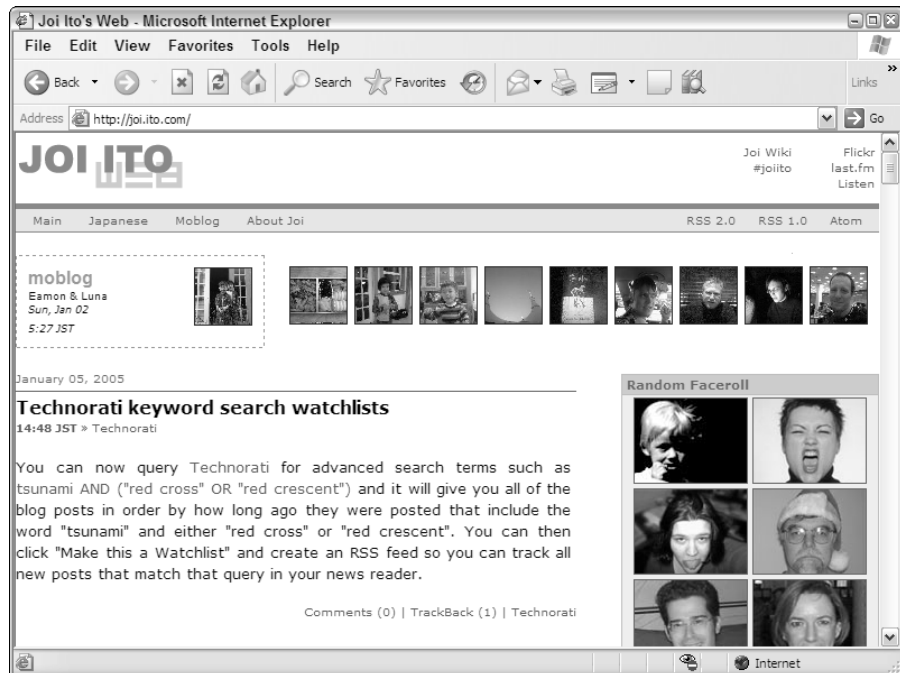 Joi Ito's Web - Microsoft Internet Explorer
File Edit View Favorites Tools Help
Back Search Favorites Links
Address http://joi.ito.com/ Go
JOI ITO
WEB
Joi Wiki Flickr
#joiito last.fm
Listen
Main Japanese Moblog About Joi RSS 2.0 RSS 1.0 Atom
moblog
Eamon & Luna
Sun, Jan 02
5:27 JST
January 05, 2005
Technorati keyword search watchlists
14:48 JST » Technorati
You can now query Technorati for advanced search terms such as
tsunami AND ("red cross" OR "red crescent") and it will give you all of the
blog posts in order by how long ago they were posted that include the
word "tsunami" and either "red cross" or "red crescent". You can then
click "Make this a Watchlist" and create an RSS feed so you can track all
new posts that match that query in your news reader.
Comments (0) | TrackBack (1) | Technorati
Random Faceroll
Internet